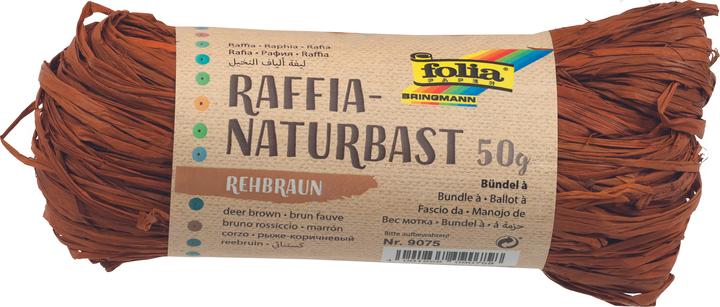 Raffia • Raphia • Rafia
Rafia • Рафия • Raffia
ليفة ألياف النخيل
folia
PAPER
BRINGMANN
RAFFIA-
NATURBAST 50g
REHBRAUN
Bündel à
Bundle à • Ballot à
Fascio da • Manojo de
Вес мотка • Bundel à • حزمة à
deer brown • brun fauve
bruno rossiccio • marrón
corzo • рыже-коричневый
reebruin • كستنائي
Bitte aufbewahren!
Nr. 9075